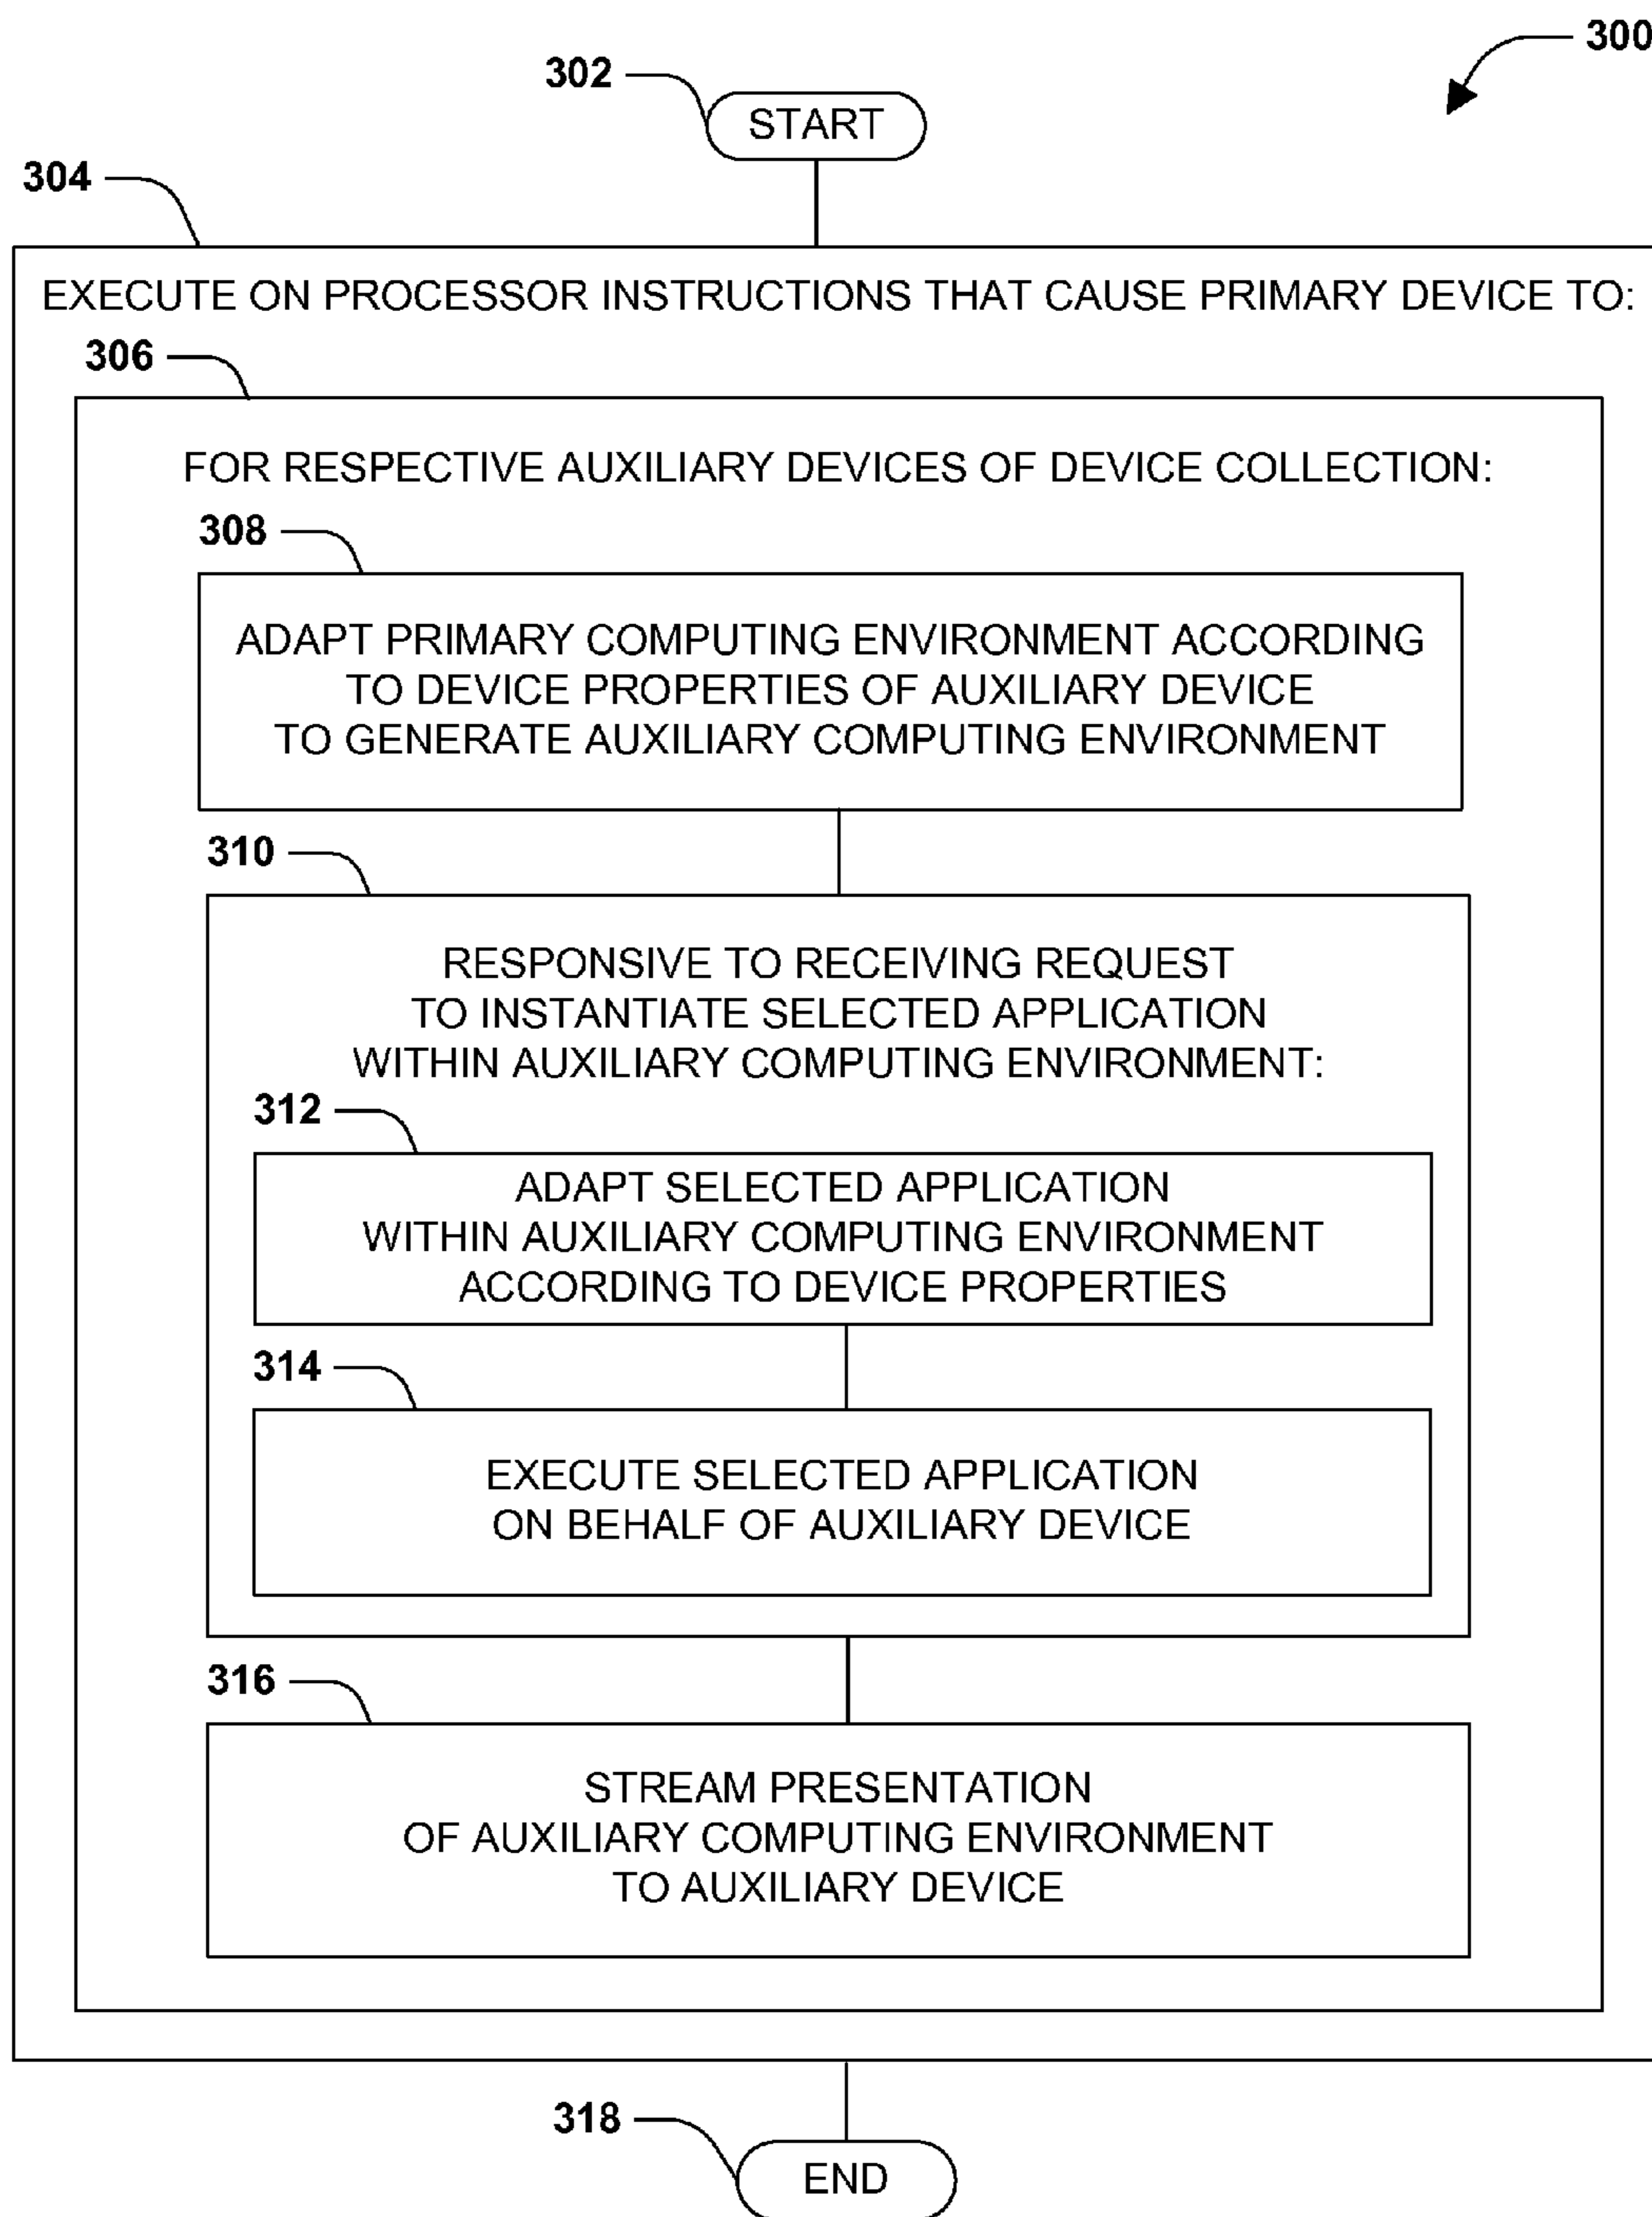 300
302
START
304
EXECUTE ON PROCESSOR INSTRUCTIONS THAT CAUSE PRIMARY DEVICE TO:
306
FOR RESPECTIVE AUXILIARY DEVICES OF DEVICE COLLECTION:
308
ADAPT PRIMARY COMPUTING ENVIRONMENT ACCORDING
TO DEVICE PROPERTIES OF AUXILIARY DEVICE
TO GENERATE AUXILIARY COMPUTING ENVIRONMENT
310
RESPONSIVE TO RECEIVING REQUEST
TO INSTANTIATE SELECTED APPLICATION
WITHIN AUXILIARY COMPUTING ENVIRONMENT:
312
ADAPT SELECTED APPLICATION
WITHIN AUXILIARY COMPUTING ENVIRONMENT
ACCORDING TO DEVICE PROPERTIES
314
EXECUTE SELECTED APPLICATION
ON BEHALF OF AUXILIARY DEVICE
316
STREAM PRESENTATION
OF AUXILIARY COMPUTING ENVIRONMENT
TO AUXILIARY DEVICE
318
END